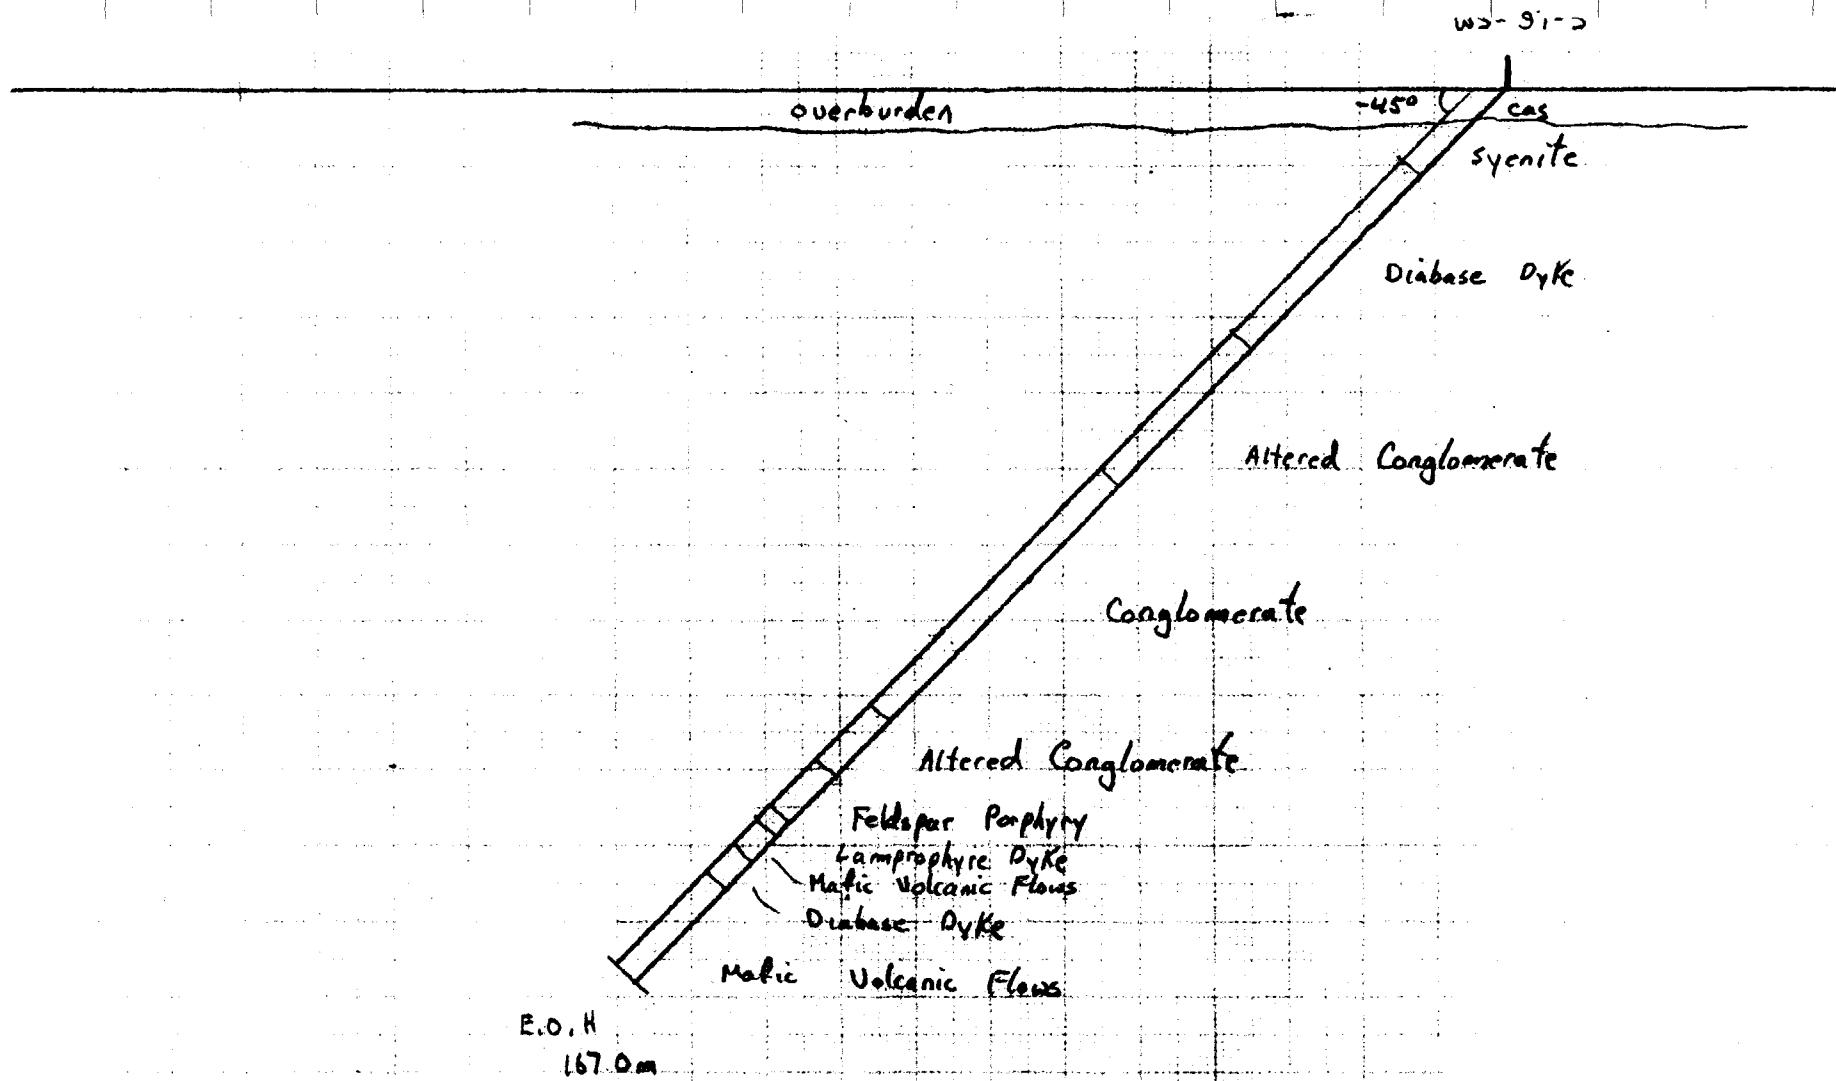 overburden
-45°
cas
Syenite
Diabase Dyke
Altered Conglomerate
Conglomerate
Altered Conglomerate
Feldspar Porphyry
Lamprophyre Dyke
Mafic Volcanic Flows
Diabase Dyke
Mafic Volcanic Flows
E.O.H
167.0m